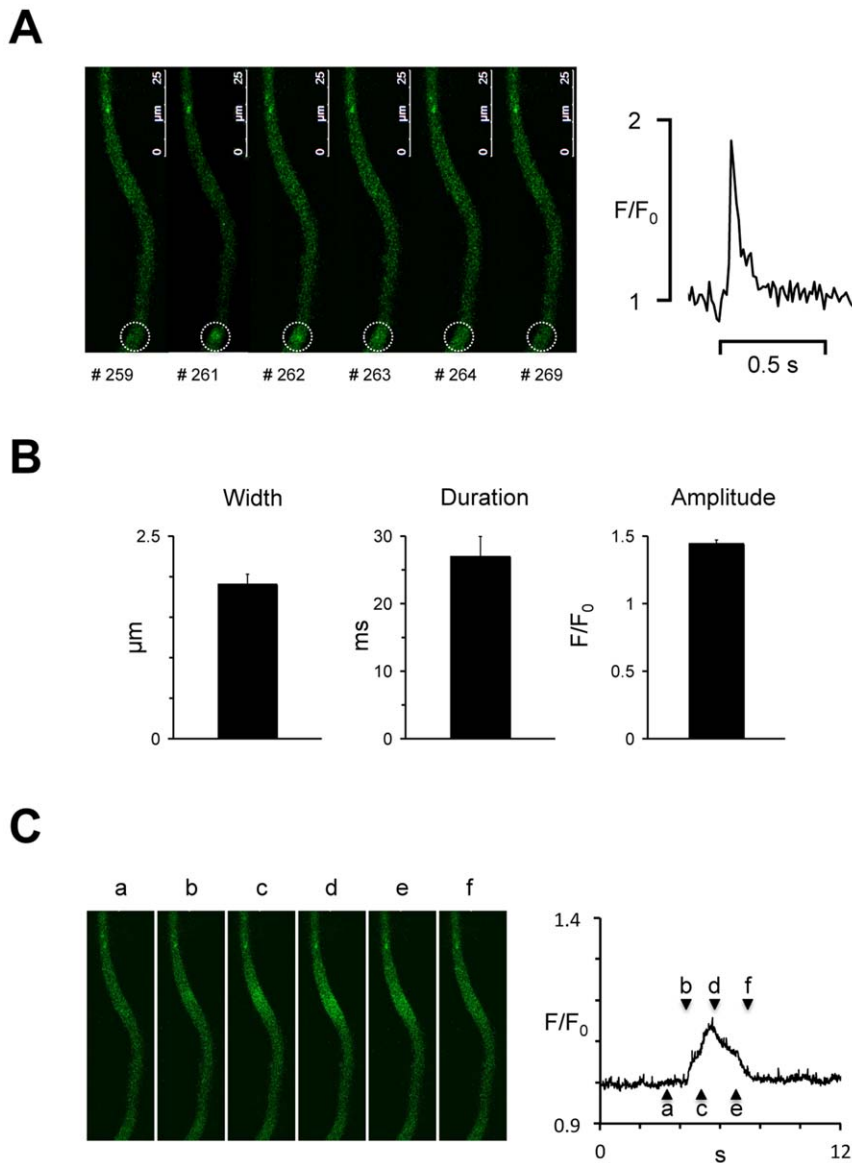 A
25 25 25 25 25 25
µm µm µm µm µm µm
0 0 0 0 0 0
# 259 # 261 # 262 # 263 # 264 # 269
2
F/F0
1
0.5 s
B
Width Duration Amplitude
2.5
µm
0
30
20
ms
10
0
1.5
1
F/F0
1.5
0
C
a b c d e f
1.4
F/F0
0.9
b d f
a c e
0 s 12